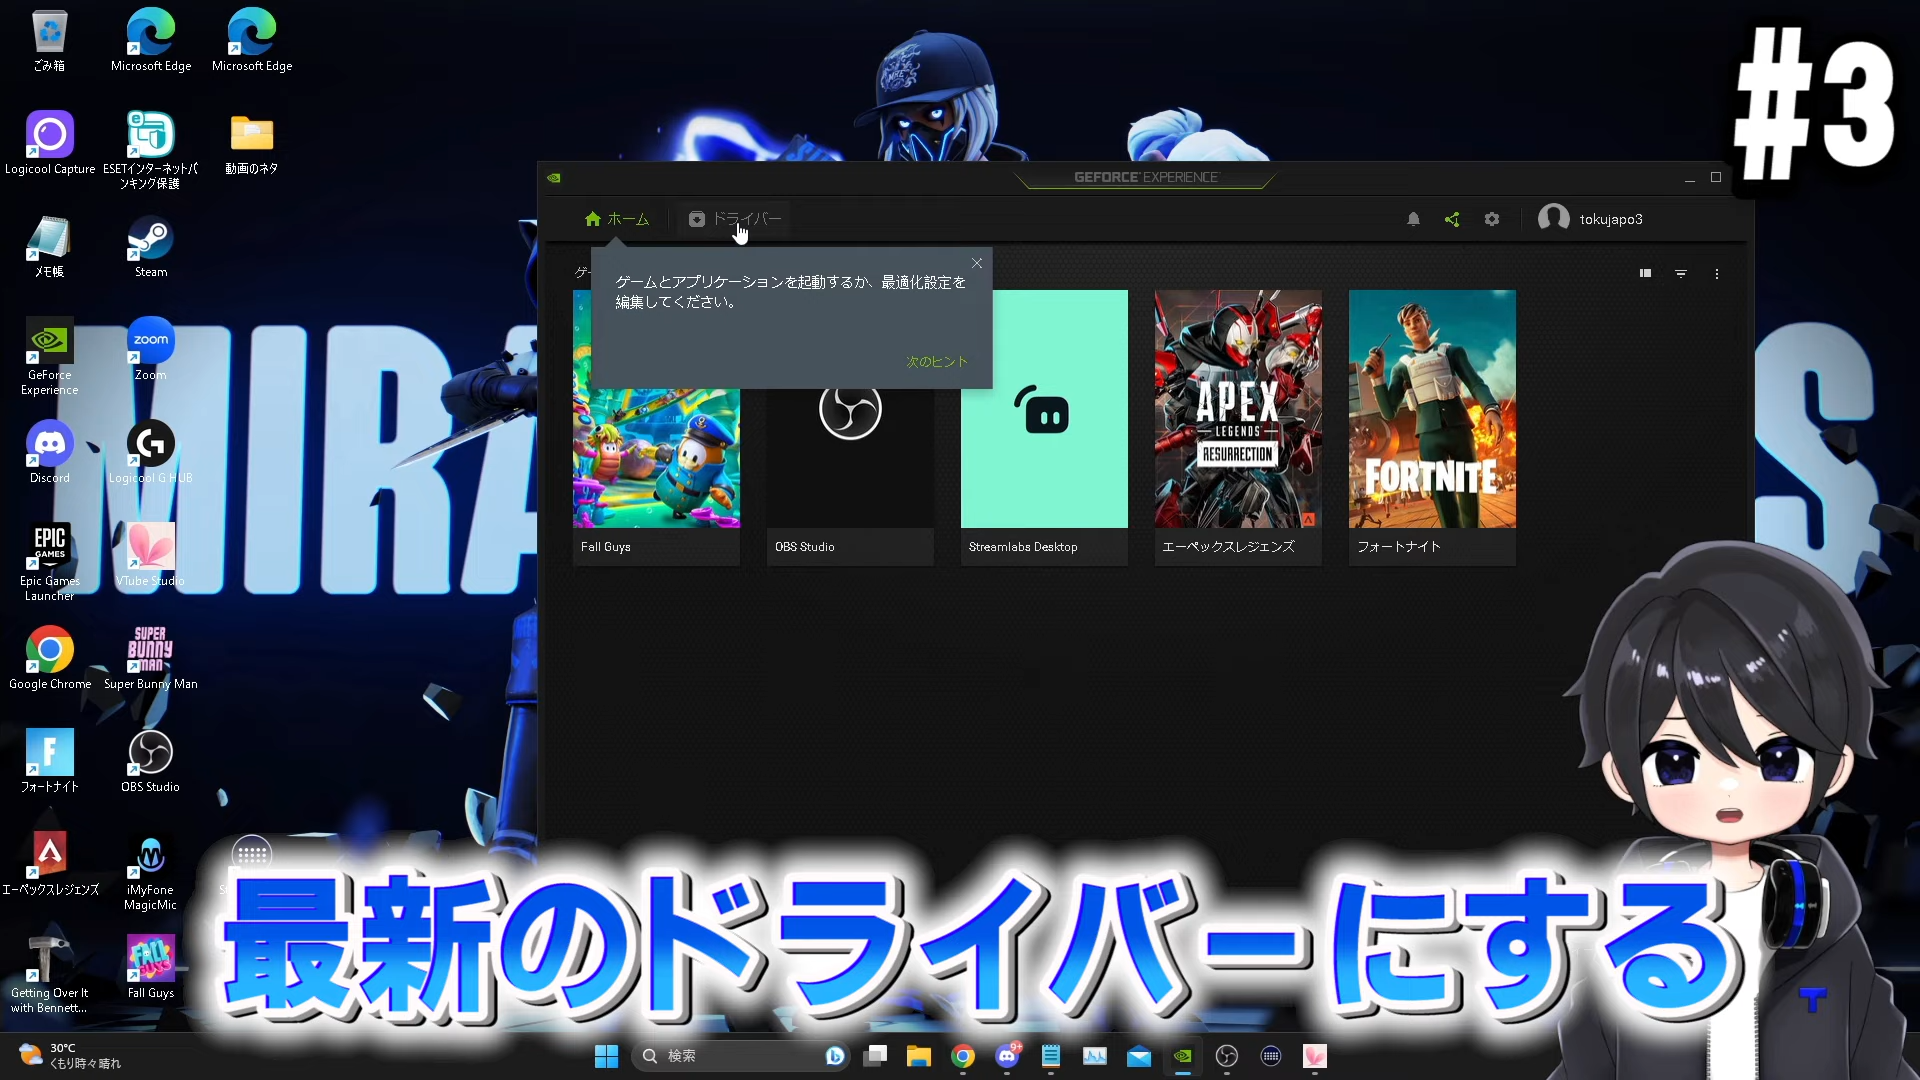 #3
ごみ箱
Microsoft Edge
Microsoft Edge
Logicool Capture
ESETインターネットバ
ンキング保護
動画のネタ
メモ帳
Steam
GeForce
Experience
zoom
Zoom
Discord
Logicool G HUB
EPIC
GAMES
Epic Games
Launcher
VTube Studio
Google Chrome
SUPER
BUNNY
MAN
Super Bunny Man
フォートナイト
OBS Studio
エーペックスレジェンズ
iMyFone
MagicMic
Getting Over It
with Bennett...
FALL
GUYS
Fall Guys
MIRA
S
GEFORCE EXPERIENCE
ホーム
ドライバー
tokujapo3
ゲームとアプリケーションを起動するか、最適化設定を
編集してください。
次のヒント
Fall Guys
OBS Studio
Streamlabs Desktop
APEX
LEGENDS
RESURRECTION
エーペックスレジェンズ
FORTNITE
フォートナイト
最新のドライバーにする
T
30℃
くもり時々晴れ
検索
9+